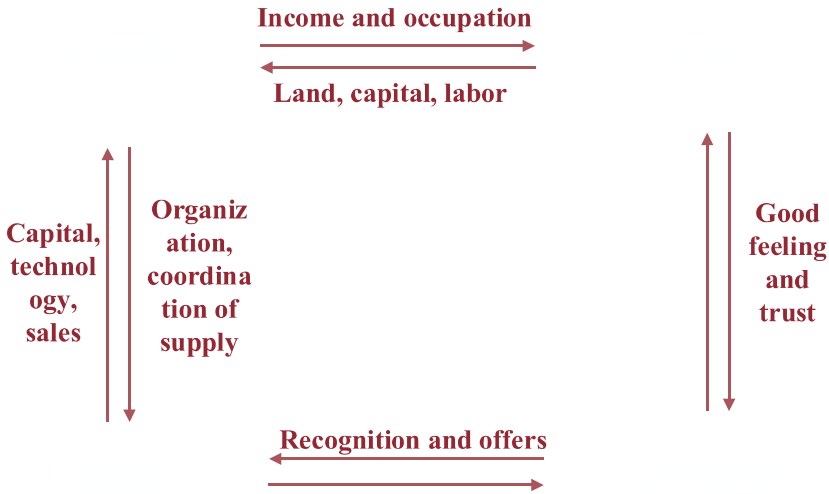 Income and occupation
Land, capital, labor
Capital,
technol
ogy,
sales
Organiz
ation,
coordina
tion of
supply
Good
feeling
and
trust
Recognition and offers